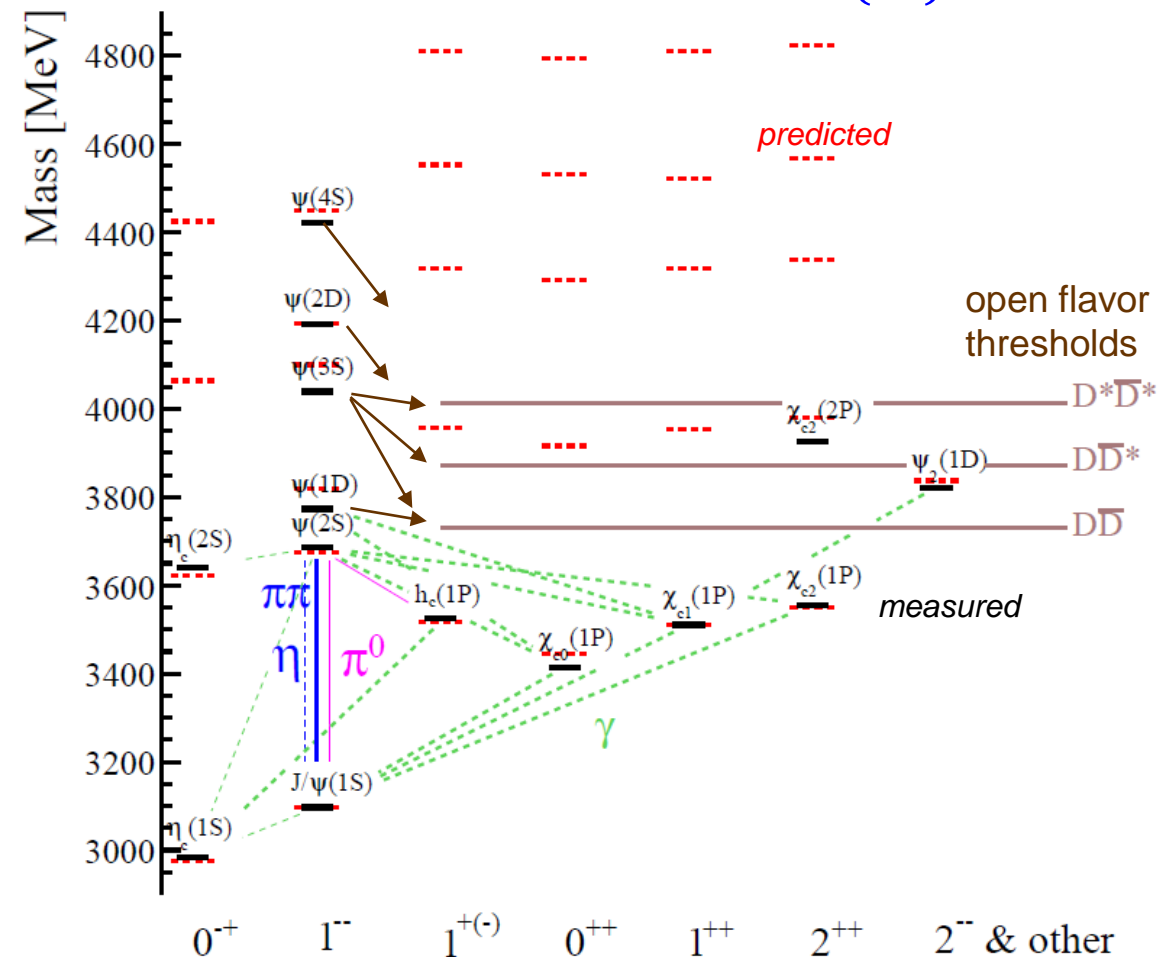 Mass [MeV]
4800
4600
4400
4200
4000
3800
3600
3400
3200
3000
predicted
ψ(4S)
ψ(2D)
ψ(3S)
open flavor
thresholds
D*D̅*
χc2(2P)
ψ2(1D)
DD̅*
ψ(1D)
DD̅
ψ(2S)
ηc(2S)
ππ
hc(1P)
χc1(1P)
χc2(1P)
measured
η
π0
χc0(1P)
γ
J/ψ(1S)
ηc(1S)
0-+
1--
1+(-)
0++
1++
2++
2-- & other